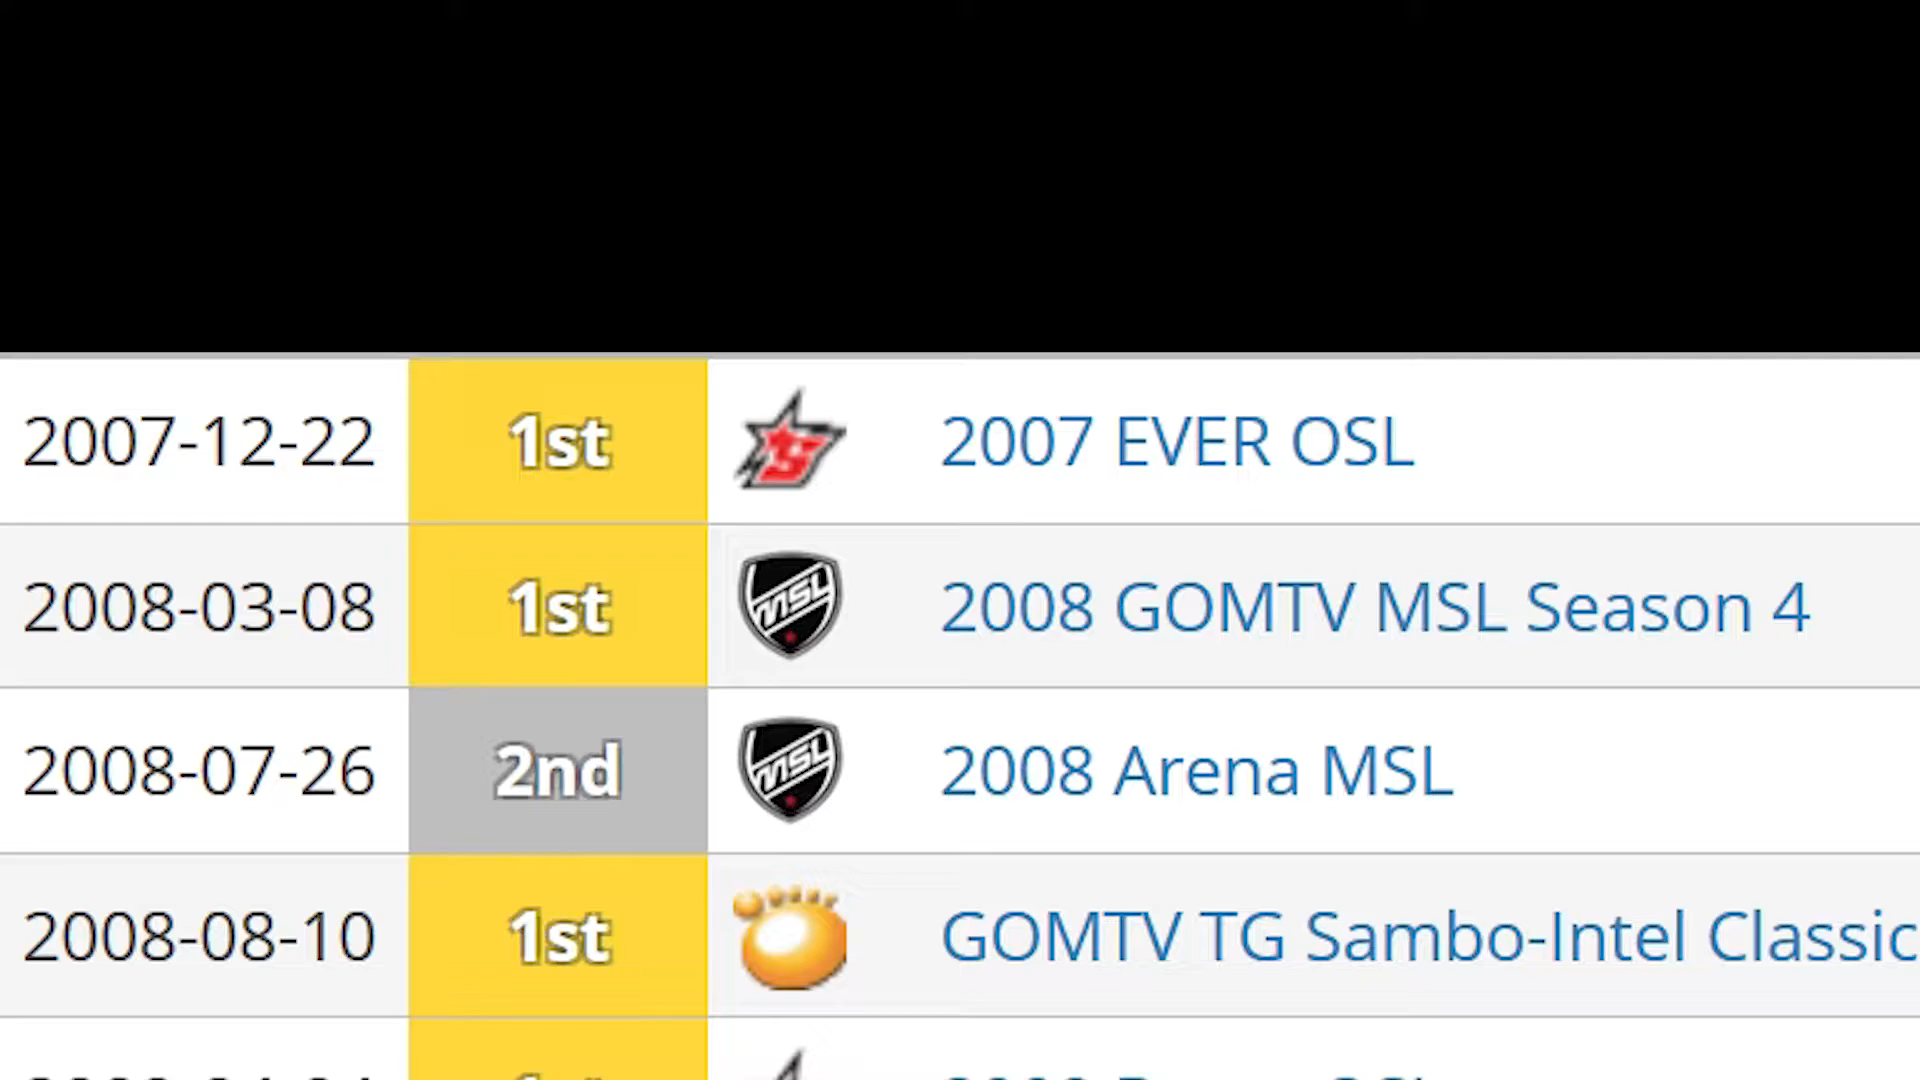 2007-12-22 1st 2007 EVER OSL
2008-03-08 1st MSL 2008 GOMTV MSL Season 4
2008-07-26 2nd MSL 2008 Arena MSL
2008-08-10 1st GOMTV TG Sambo-Intel Classic